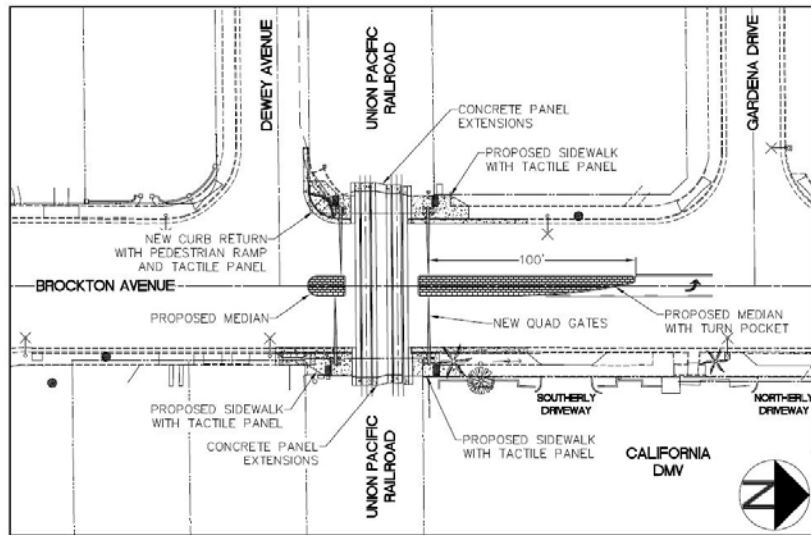 DEWEY AVENUE
UNION PACIFIC
RAILROAD
GARDENA DRIVE
CONCRETE PANEL
EXTENSIONS
PROPOSED SIDEWALK
WITH TACTILE PANEL
NEW CURB RETURN
WITH PEDESTRIAN RAMP
AND TACTILE PANEL
100'
BROCKTON AVENUE
PROPOSED MEDIAN
PROPOSED MEDIAN
WITH TURN POCKET
NEW QUAD GATES
PROPOSED SIDEWALK
WITH TACTILE PANEL
SOUTHERLY
DRIVEWAY
NORTHERLY
DRIVEWAY
CONCRETE PANEL
EXTENSIONS
UNION PACIFIC
RAILROAD
PROPOSED SIDEWALK
WITH TACTILE PANEL
CALIFORNIA
DMV
N